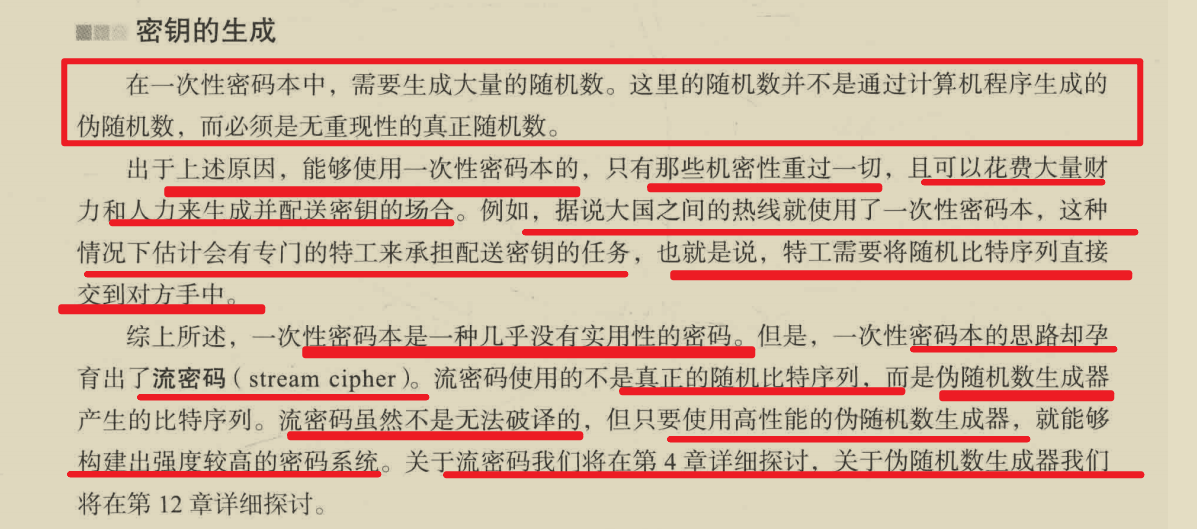 密钥的生成
在一次性密码本中，需要生成大量的随机数。这里的随机数并不是通过计算机程序生成的
伪随机数，而必须是无重现性的真正随机数。
出于上述原因，能够使用一次性密码本的，只有那些机密性重过一切，且可以花费大量财
力和人力来生成并配送密钥的场合。例如，据说大国之间的热线就使用了一次性密码本，这种
情况下估计会有专门的特工来承担配送密钥的任务，也就是说，特工需要将随机比特序列直接
交到对方手中。
综上所述，一次性密码本是一种几乎没有实用性的密码。但是，一次性密码本的思路却孕
育出了流密码（stream cipher）。流密码使用的不是真正的随机比特序列，而是伪随机数生成器
产生的比特序列。流密码虽然不是无法破译的，但只要使用高性能的伪随机数生成器，就能够
构建出强度较高的密码系统。关于流密码我们将在第 4 章详细探讨，关于伪随机数生成器我们
将在第 12 章详细探讨。